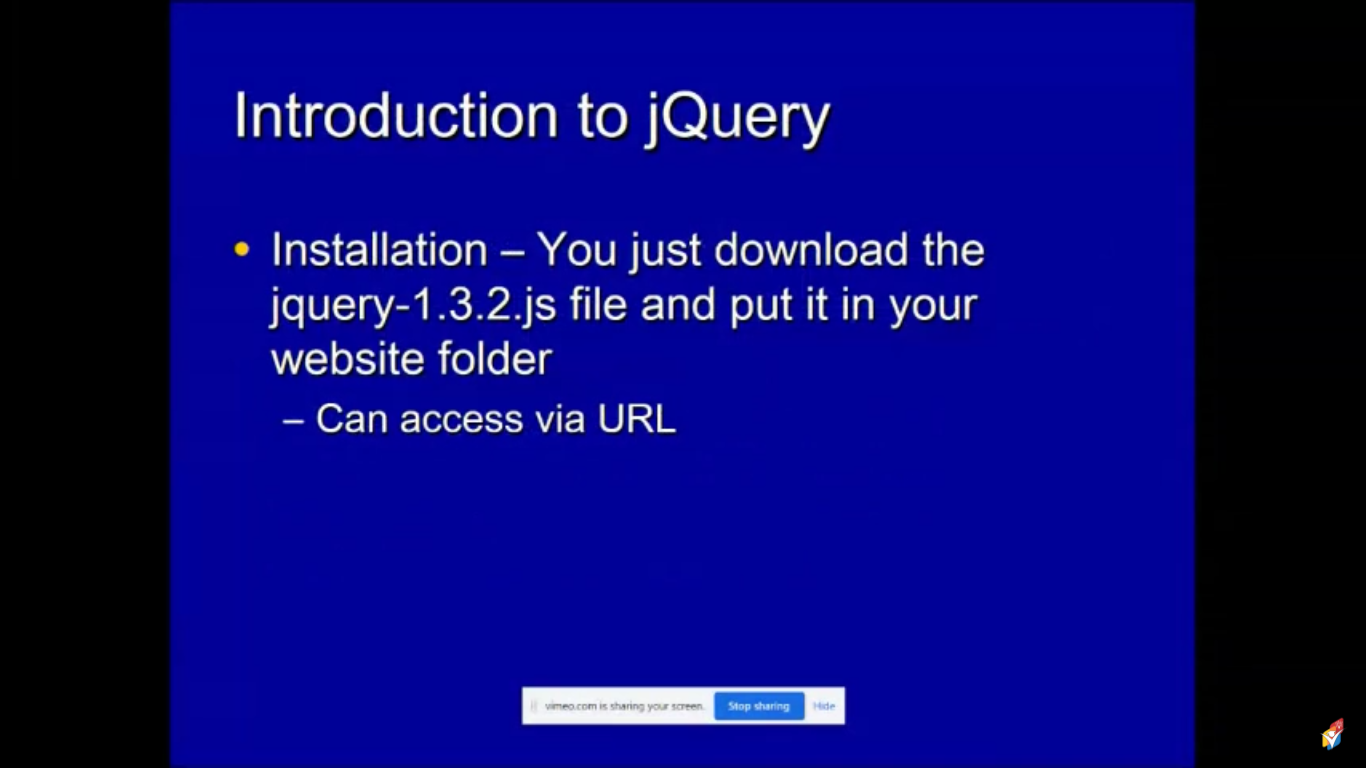 Introduction to jQuery
• Installation – You just download the
jquery-1.3.2.js file and put it in your
website folder
– Can access via URL
vimeo.com is sharing your screen. Stop sharing Hide